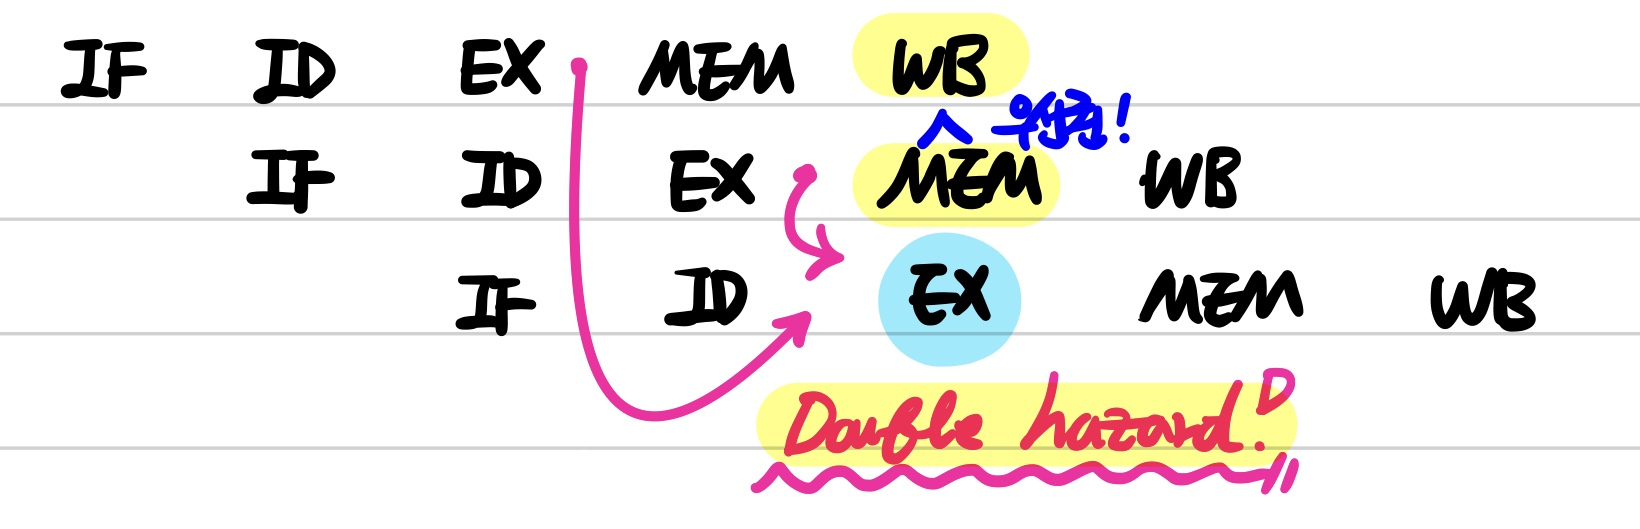 IF ID EX MEM WB
우선권!
IF ID EX MEM WB
IF ID EX MEM WB
Double hazard!